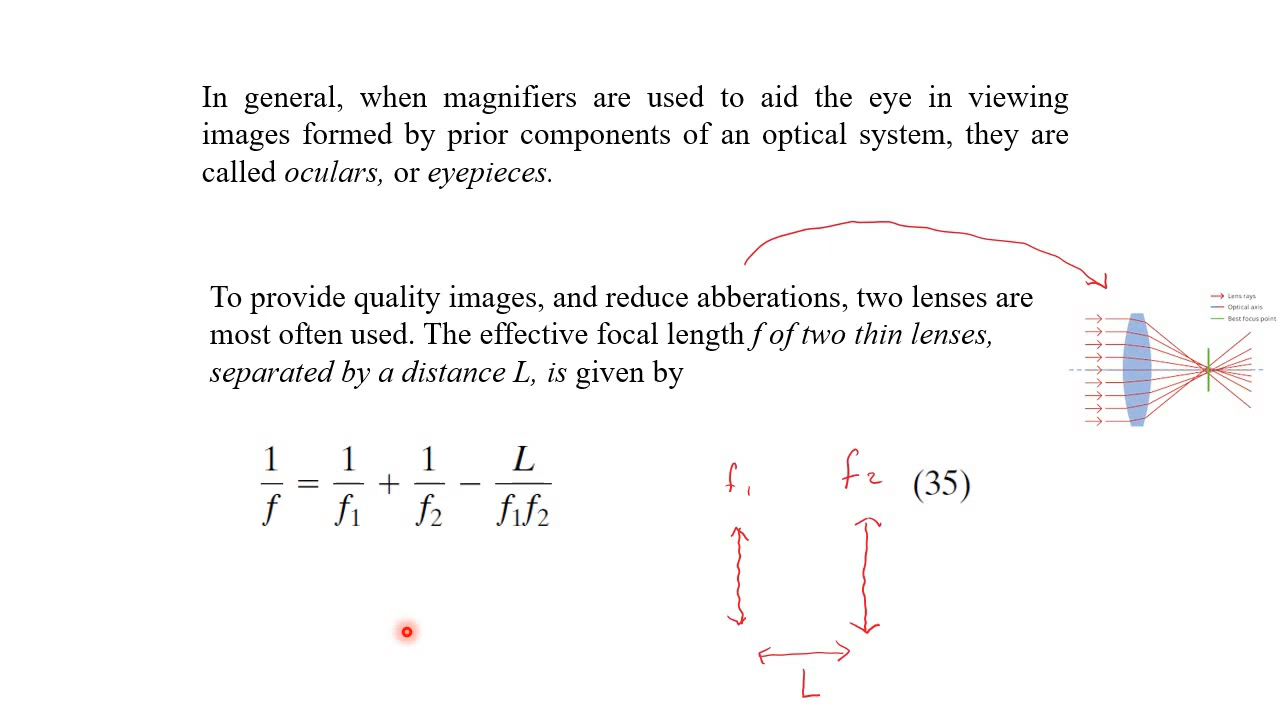 In general, when magnifiers are used to aid the eye in viewing
images formed by prior components of an optical system, they are
called oculars, or eyepieces.
To provide quality images, and reduce abberations, two lenses are
most often used. The effective focal length f of two thin lenses,
separated by a distance L, is given by
Lens rays
Optical axis
Best focus point
1/f = 1/f₁ + 1/f₂ − L/f₁f₂
f₁ f₂ (35)
L